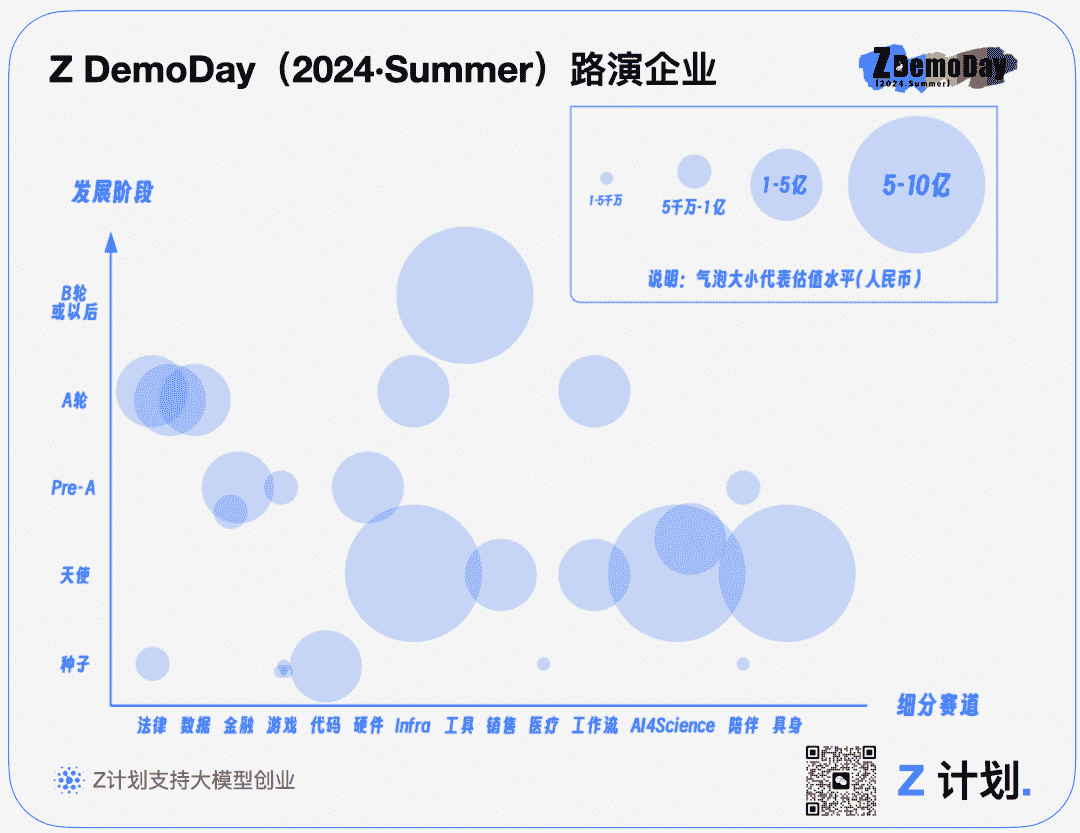 Z DemoDay（2024·Summer）路演企业
Z DemoDay
(2024.Summer)
1-5千万
5千万-1亿
1-5亿
5-10亿
说明：气泡大小代表估值水平(人民币)
发展阶段
B轮
或以后
A轮
Pre-A
天使
种子
法律 数据 金融 游戏 代码 硬件 Infra 工具 销售 医疗 工作流 AI4Science 陪伴 具身
细分赛道
Z计划支持大模型创业
Z 计划.